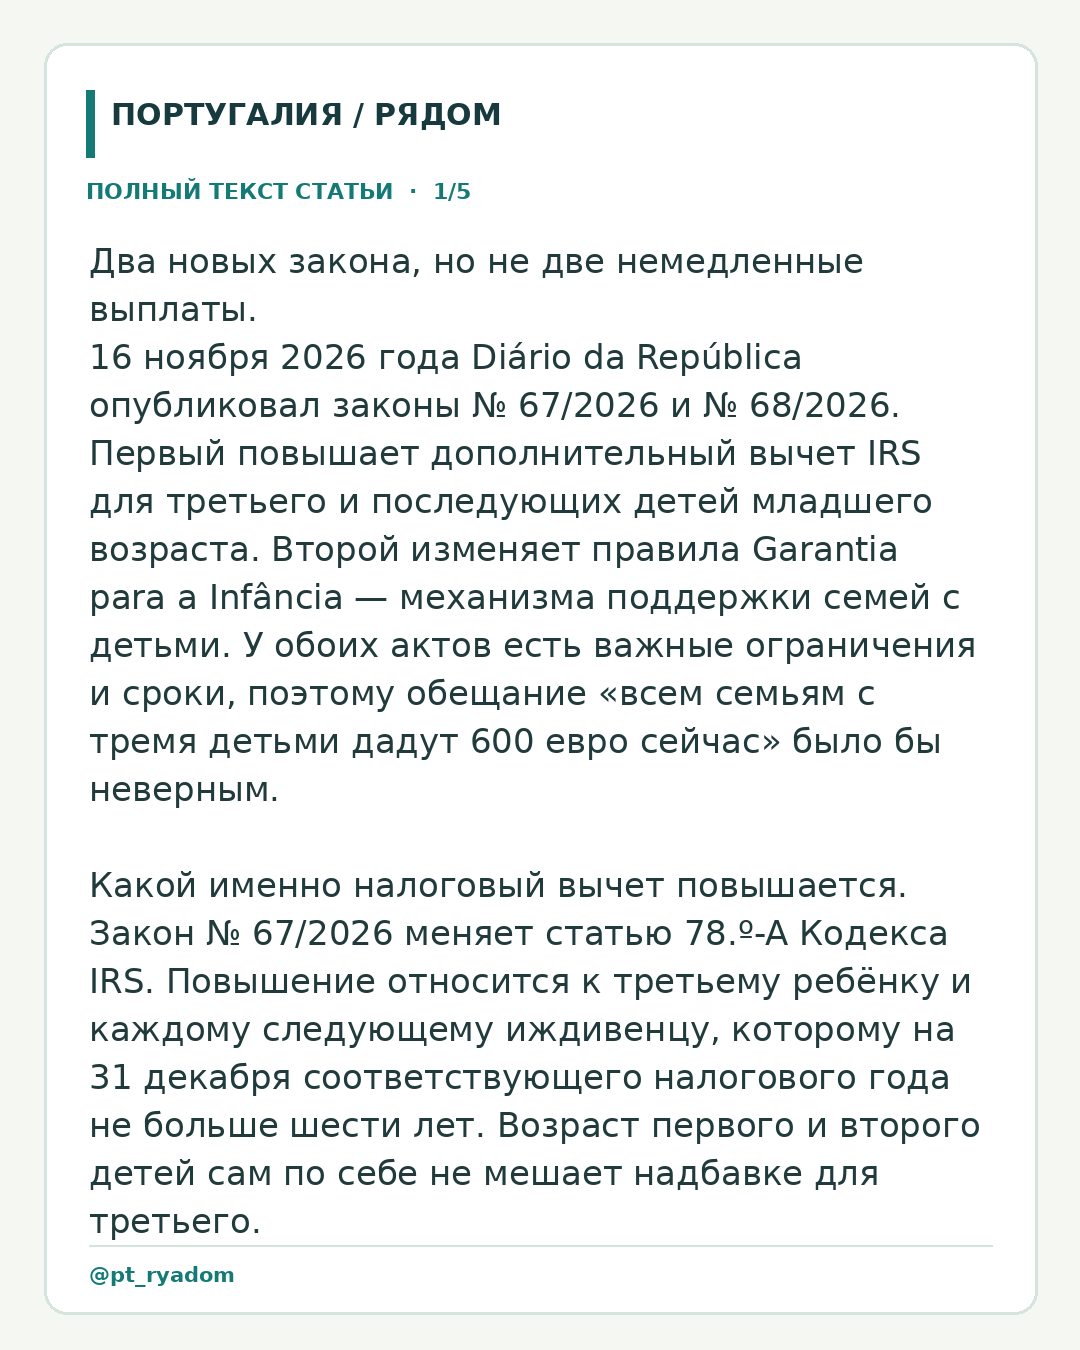 ПОРТУГАЛИЯ / РЯДОМ
ПОЛНЫЙ ТЕКСТ СТАТЬИ · 1/5
Два новых закона, но не две немедленные
выплаты.
16 ноября 2026 года Diário da República
опубликовал законы № 67/2026 и № 68/2026.
Первый повышает дополнительный вычет IRS
для третьего и последующих детей младшего
возраста. Второй изменяет правила Garantia
para a Infância — механизма поддержки семей с
детьми. У обоих актов есть важные ограничения
и сроки, поэтому обещание «всем семьям с
тремя детьми дадут 600 евро сейчас» было бы
неверным.
Какой именно налоговый вычет повышается.
Закон № 67/2026 меняет статью 78.º-A Кодекса
IRS. Повышение относится к третьему ребёнку и
каждому следующему иждивенцу, которому на
31 декабря соответствующего налогового года
не больше шести лет. Возраст первого и второго
детей сам по себе не мешает надбавке для
третьего.
@pt_ryadom